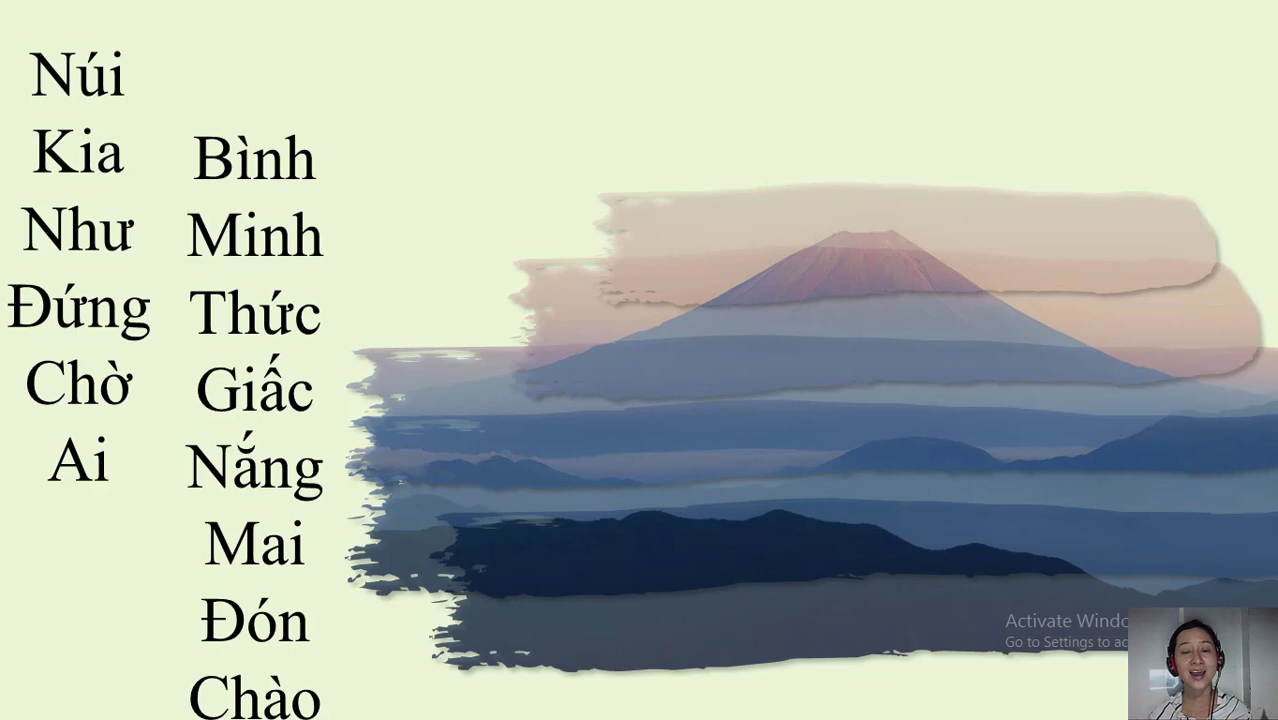 Núi
Kia
Như
Đứng
Chờ
Ai
Bình
Minh
Thức
Giấc
Nắng
Mai
Đón
Chào
Activate Windo
Go to Settings to ac